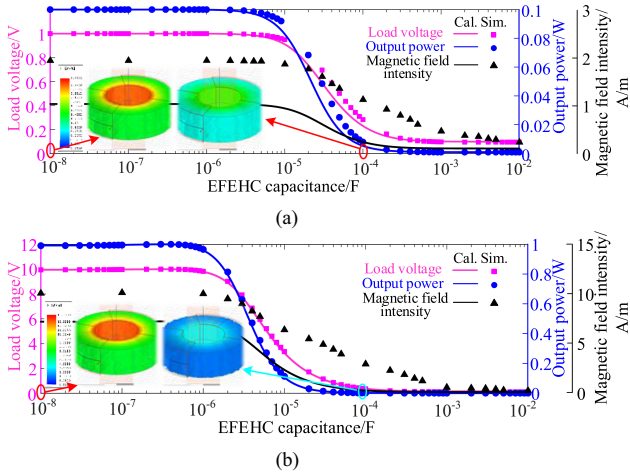 Cal. Sim.
Load voltage
Output power
Magnetic field
intensity
Load voltage/V
0 0.2 0.4 0.6 0.8 1
Output power/W
0 0.02 0.04 0.06 0.08 0.1
Magnetic field intensity/
A/m
0 1 2 3
10-8 10-7 10-6 10-5 10-4 10-3 10-2
EFEHC capacitance/F
(a)
Cal. Sim.
Load voltage
Output power
Magnetic field
intensity
Load voltage/V
0 2 4 6 8 10 12
Output power/W
0 0.2 0.4 0.6 0.8 1
Magnetic field intensity/
A/m
0 5 10 15
10-8 10-7 10-6 10-5 10-4 10-3 10-2
EFEHC capacitance/F
(b)